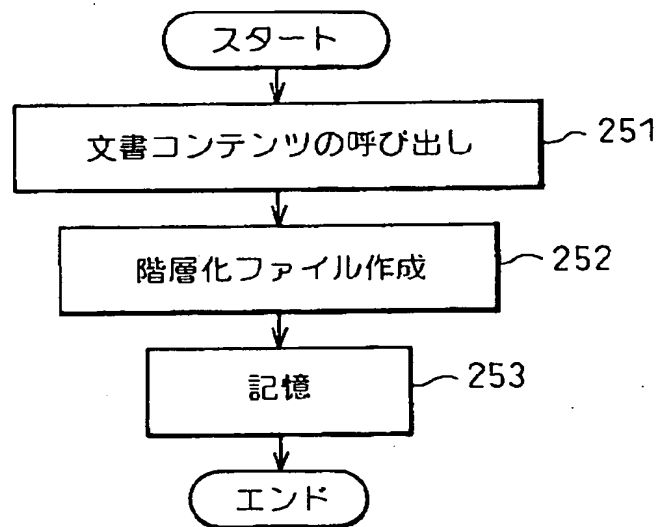 スタート
文書コンテンツの呼び出し
251
階層化ファイル作成
252
記憶
253
エンド